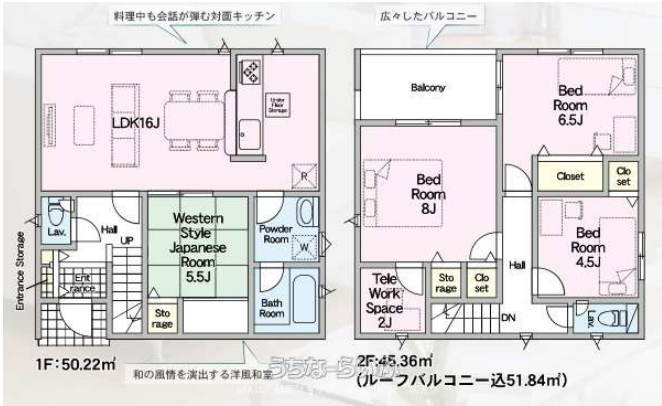 料理中も会話が弾む対面キッチン
広々したバルコニー
LDK16J
Under
Floor
Storage
R
Lav.
Hall
UP
Western
Style
Japanese
Room
5.5J
Powder
Room
W
Entrance Storage
Ent
rance
Sto
rage
Bath
Room
1F:50.22㎡
和の風情を演出する洋風和室
Balcony
Bed
Room
6.5J
Bed
Room
8J
Closet
Clo
set
Bed
Room
4.5J
Tele
Work
Space
2J
Sto
rage
Clo
set
Hall
DN
Lav.
2F:45.36㎡
(ルーフバルコニー込51.84㎡)
うちなーらいふ